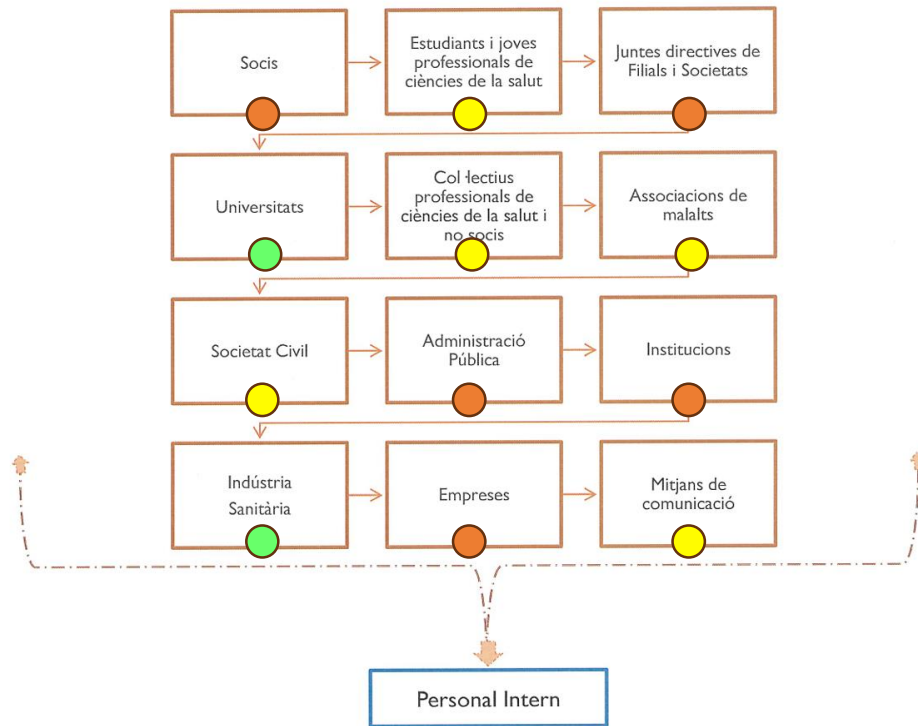 Socis
Estudiants i joves
professionals de
ciències de la salut
Juntes directives de
Filials i Societats
Universitats
Col·lectius
professionals de
ciències de la salut i
no socis
Associacions de
malalts
Societat Civil
Administració
Pública
Institucions
Indústria
Sanitària
Empreses
Mitjans de
comunicació
Personal Intern